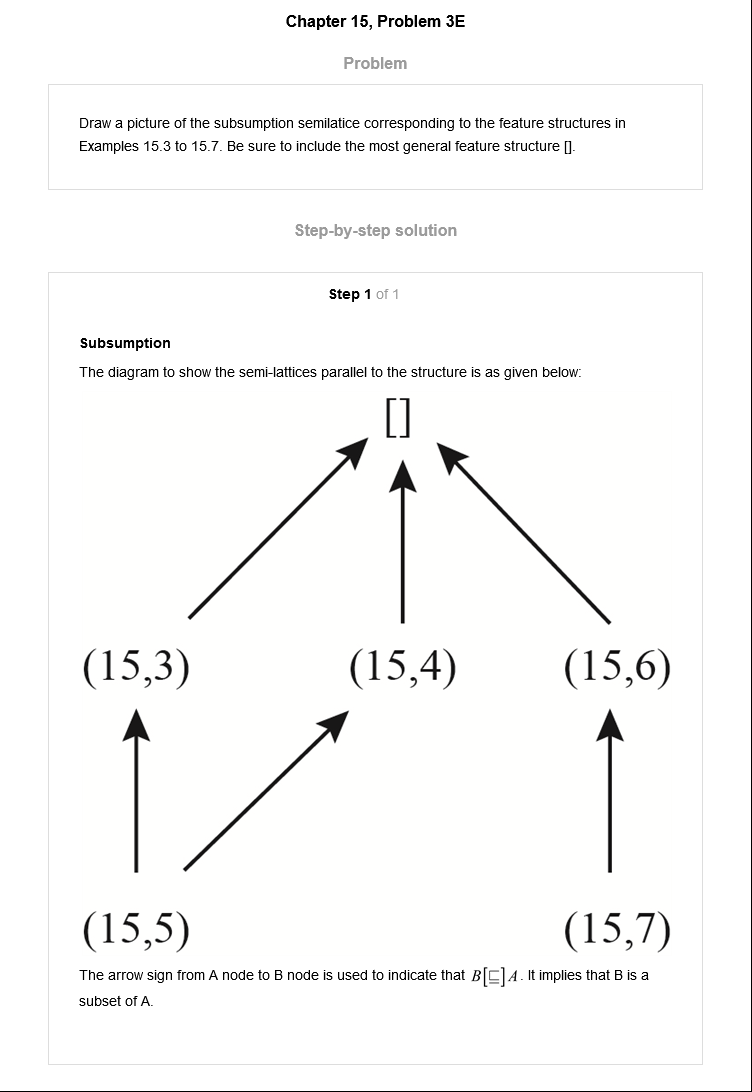 Chapter 15, Problem 3E
Problem
Draw a picture of the subsumption semilatice corresponding to the feature structures in
Examples 15.3 to 15.7. Be sure to include the most general feature structure [].
Step-by-step solution
Step 1 of 1
Subsumption
The diagram to show the semi-lattices parallel to the structure is as given below:
[]
(15,3) (15,4) (15,6)
(15,5) (15,7)
The arrow sign from A node to B node is used to indicate that B[⊑]A. It implies that B is a
subset of A.